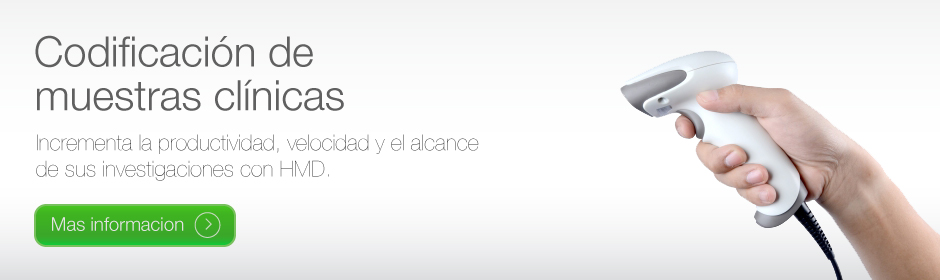 Codificación de
muestras clínicas
Incrementa la productividad, velocidad y el alcance
de sus investigaciones con HMD.
Mas informacion